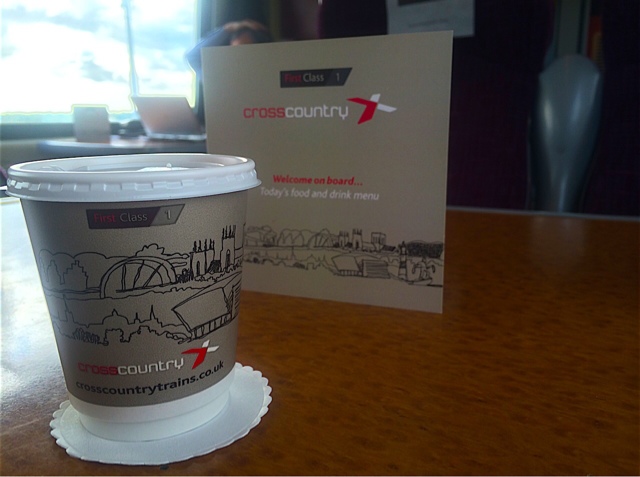 First Class 1
crosscountry
Welcome on board...
Today's food and drink menu
First Class 1
crosscountry
crosscountrytrains.co.uk